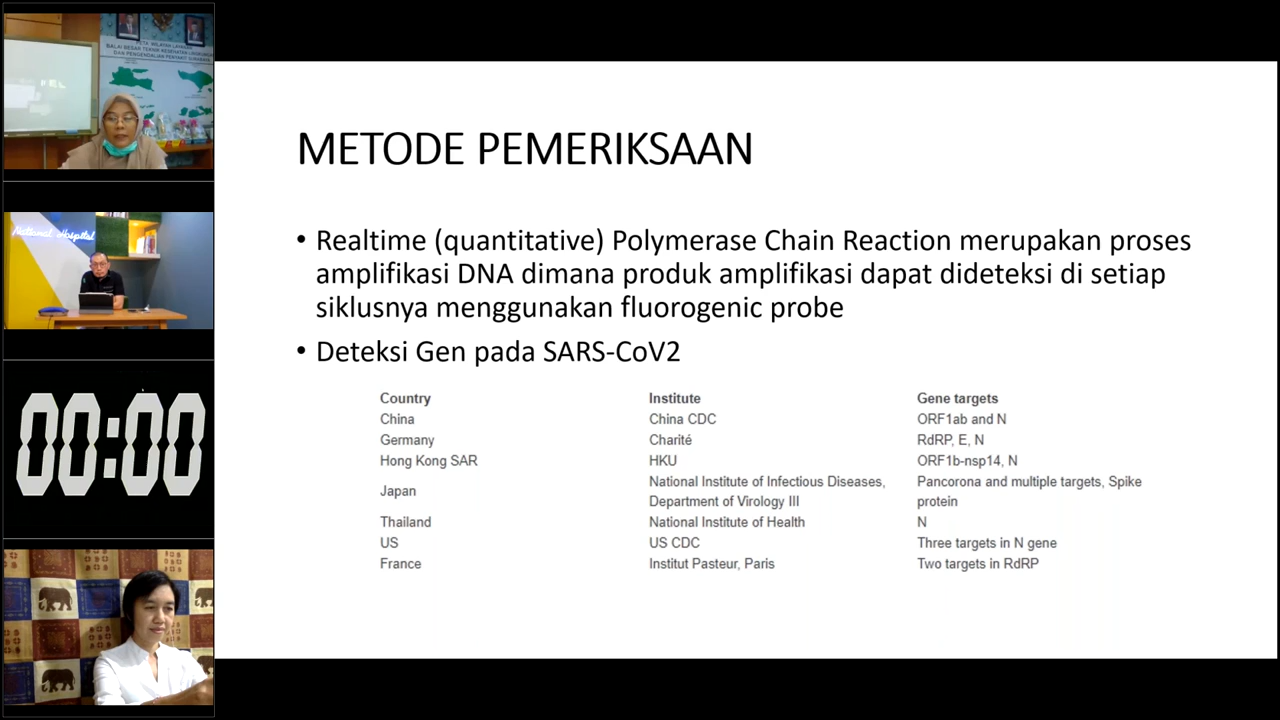 PETA WILAYAH LAYANAN
BALAI BESAR TEKNIK KESEHATAN LINGKUNGAN
DAN PENGENDALIAN PENYAKIT SURABAYA
National Hospital
00:00
METODE PEMERIKSAAN
• Realtime (quantitative) Polymerase Chain Reaction merupakan proses
amplifikasi DNA dimana produk amplifikasi dapat dideteksi di setiap
siklusnya menggunakan fluorogenic probe
• Deteksi Gen pada SARS-CoV2
Country Institute Gene targets
China China CDC ORF1ab and N
Germany Charité RdRP, E, N
Hong Kong SAR HKU ORF1b-nsp14, N
Japan National Institute of Infectious Diseases, Department of Virology III Pancorona and multiple targets, Spike protein
Thailand National Institute of Health N
US US CDC Three targets in N gene
France Institut Pasteur, Paris Two targets in RdRP